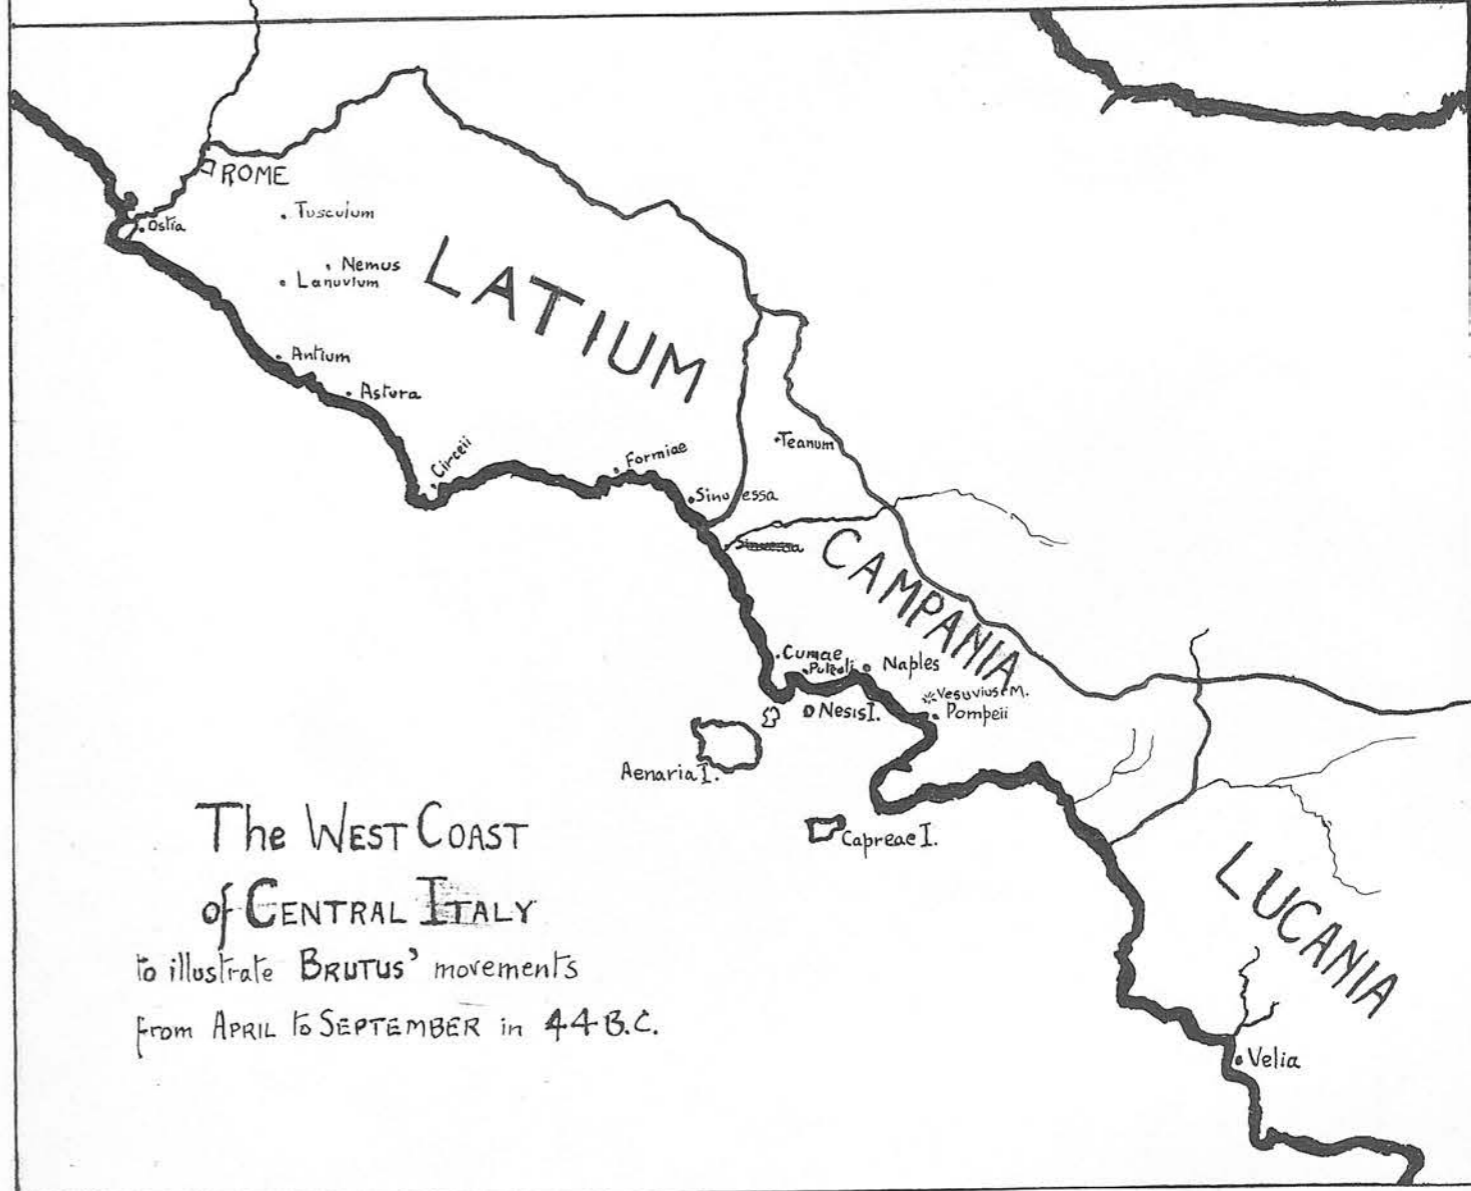 ROME
Tusculum
Ostia
Nemus
Lanuvium
LATIUM
Antium
Astura
Circeii
Formiae
Teanum
Sinuessa
Sinuessa
CAMPANIA
Cumae
Puteoli
Naples
Vesuvius M.
Nesis I.
Pompeii
Aenaria I.
Capreae I.
The WEST COAST
of CENTRAL ITALY
to illustrate BRUTUS' movements
from APRIL to SEPTEMBER in 44 B.C.
LUCANIA
Velia